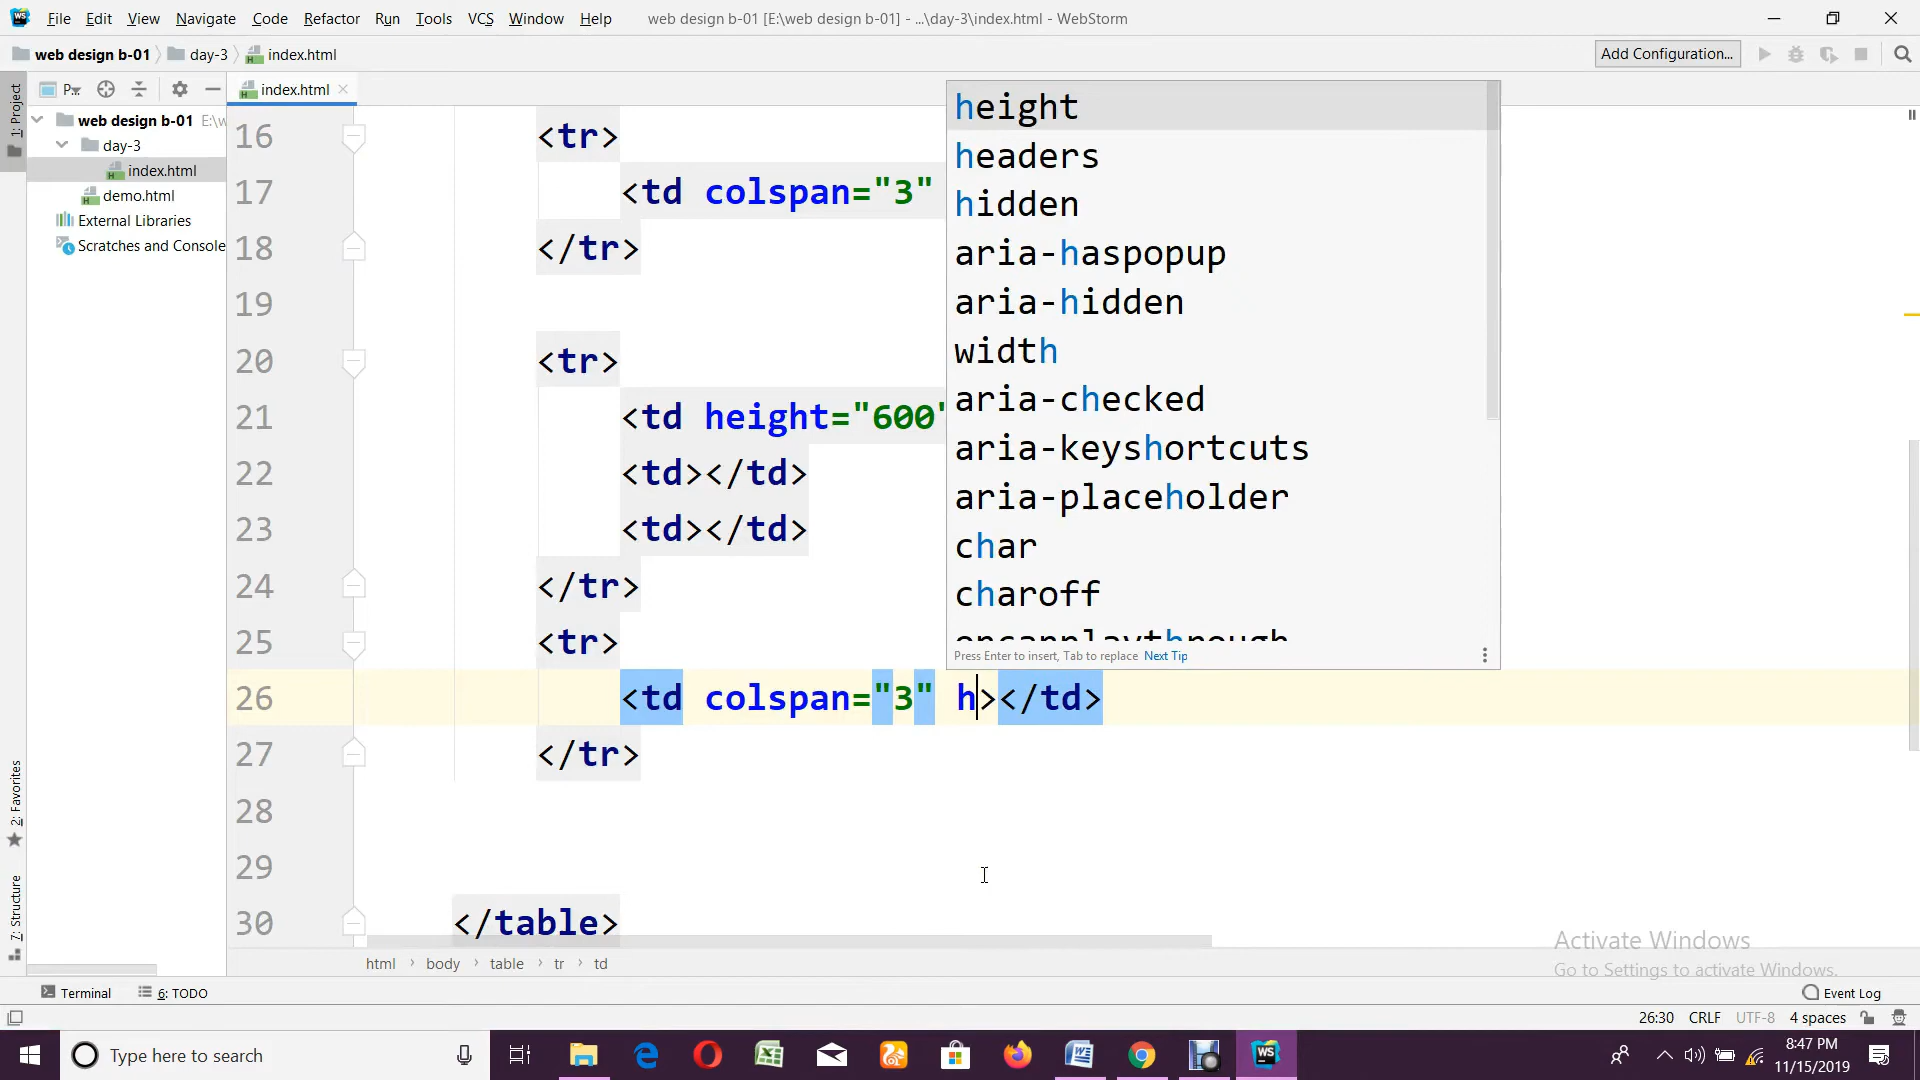 File Edit View Navigate Code Refactor Run Tools VCS Window Help web design b-01 [E:\web design b-01] - ...\day-3\index.html - WebStorm
web design b-01 day-3 index.html Add Configuration...
1: Project
P... index.html
web design b-01 E:\w
day-3
index.html
demo.html
External Libraries
Scratches and Console
16 <tr>
17 <td colspan="3"
18 </tr>
19
20 <tr>
21 <td height="600"
22 <td></td>
23 <td></td>
24 </tr>
25 <tr>
26 <td colspan="3" h></td>
27 </tr>
28
29
30 </table>
height
headers
hidden
aria-haspopup
aria-hidden
width
aria-checked
aria-keyshortcuts
aria-placeholder
char
charoff
oncanplaythrough
Press Enter to insert, Tab to replace Next Tip
2: Favorites
7: Structure
Activate Windows
Go to Settings to activate Windows.
html body table tr td
Terminal 6: TODO Event Log
26:30 CRLF UTF-8 4 spaces
Type here to search
WS
8:47 PM
11/15/2019